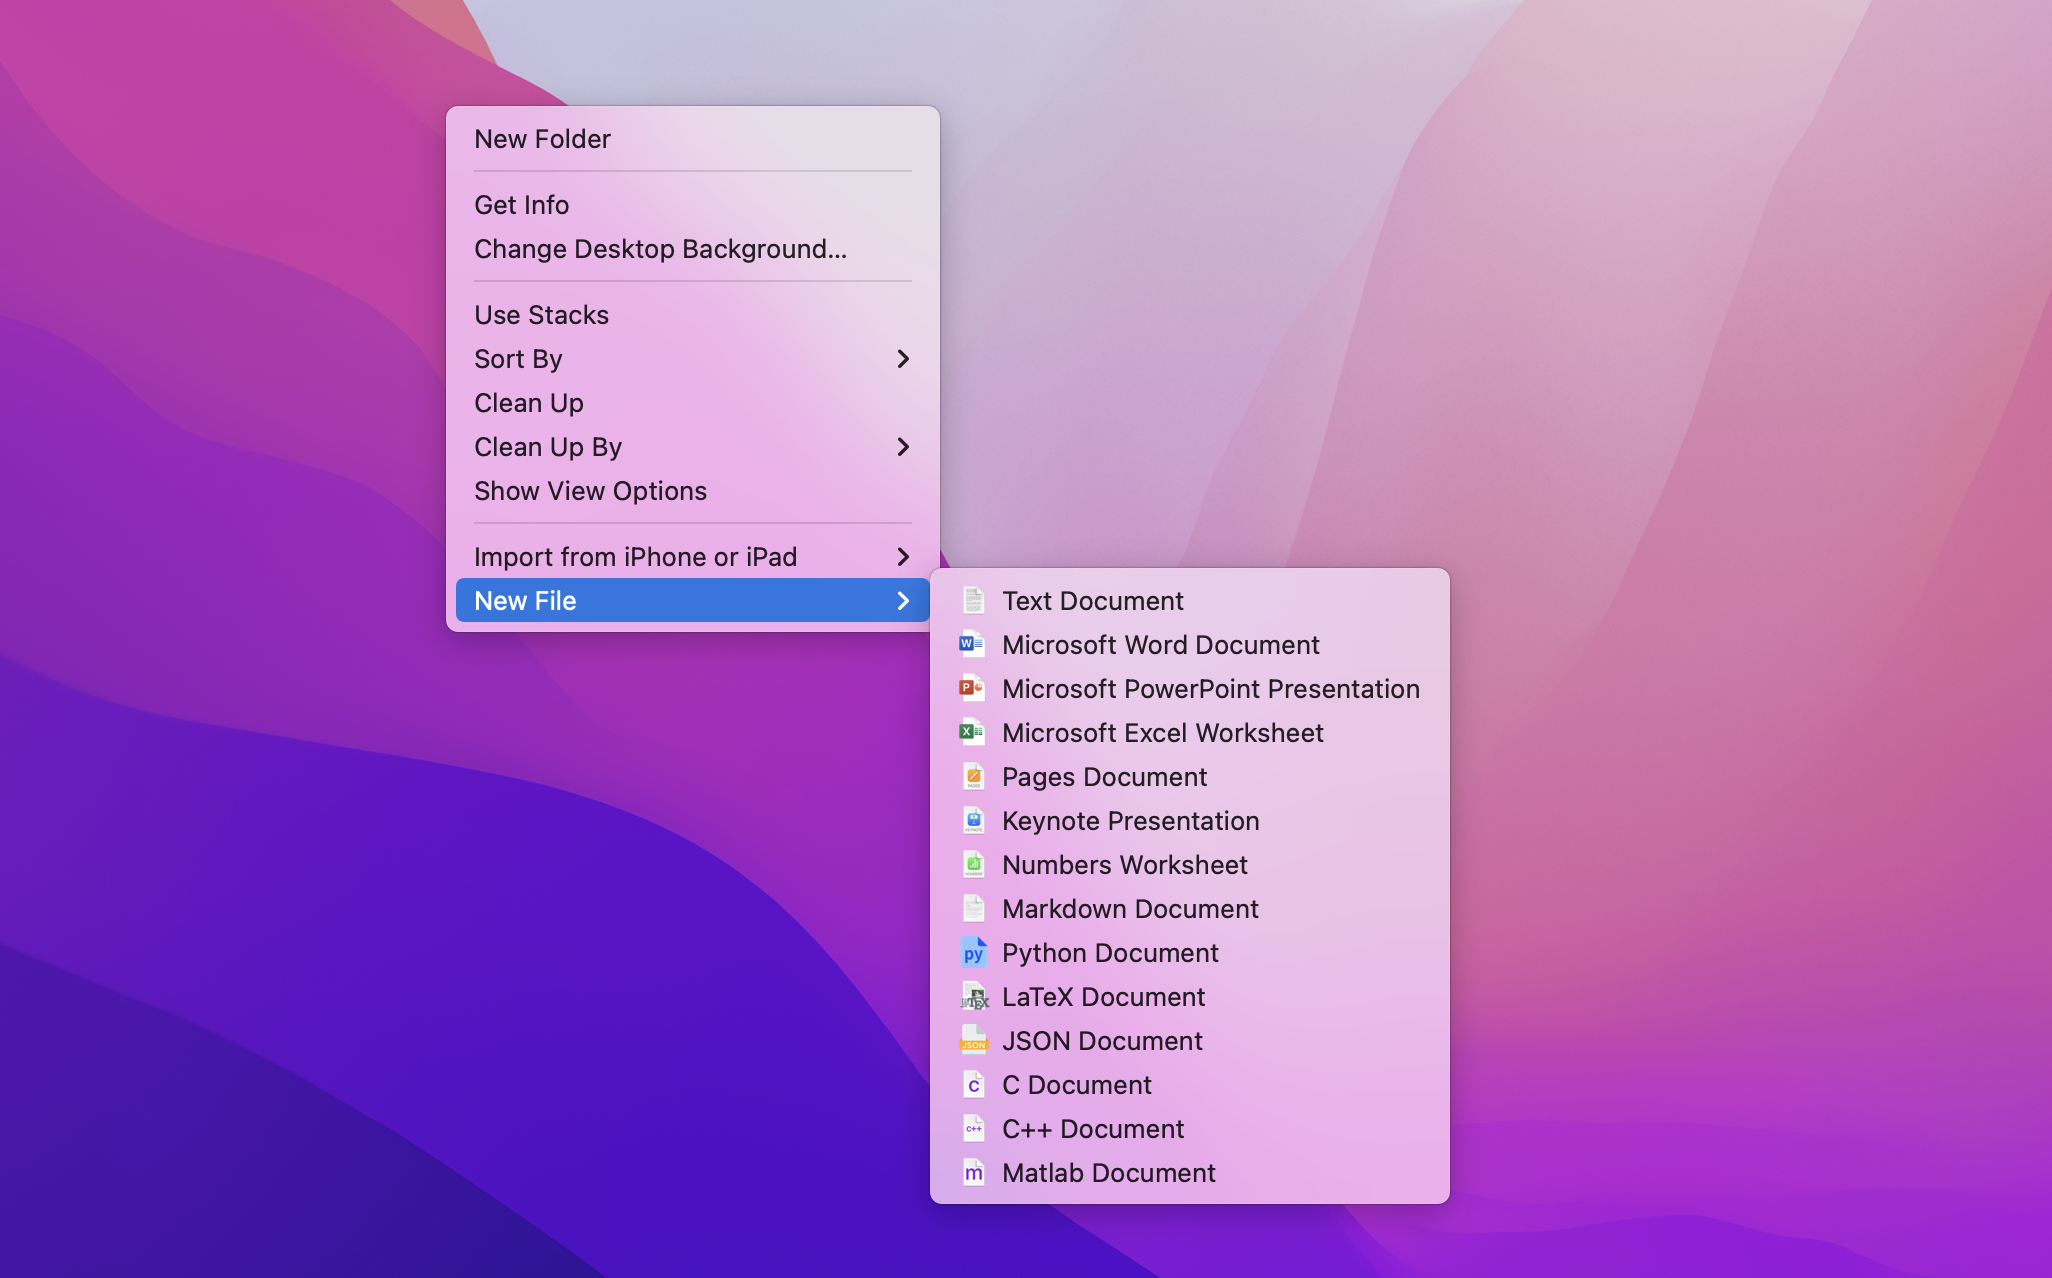 New Folder
Get Info
Change Desktop Background...
Use Stacks
Sort By
Clean Up
Clean Up By
Show View Options
Import from iPhone or iPad
New File
Text Document
W Microsoft Word Document
P Microsoft PowerPoint Presentation
X Microsoft Excel Worksheet
Pages Document
Keynote Presentation
Numbers Worksheet
Markdown Document
py Python Document
LaTeX Document
JSON JSON Document
C C Document
C++ C++ Document
m Matlab Document